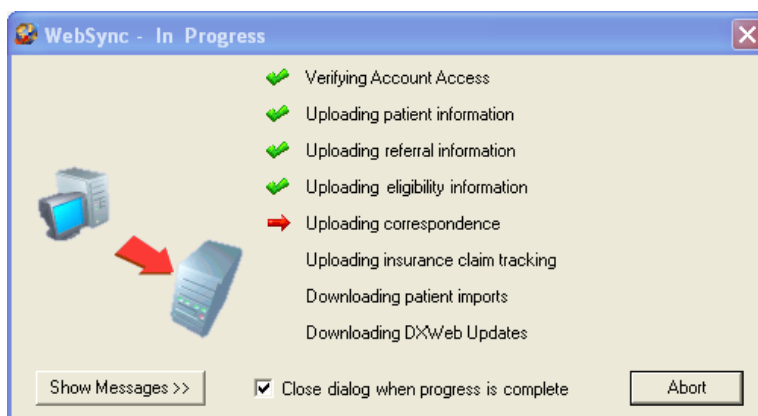 WebSync - In Progress
Verifying Account Access
Uploading patient information
Uploading referral information
Uploading eligibility information
Uploading correspondence
Uploading insurance claim tracking
Downloading patient imports
Downloading DXWeb Updates
Show Messages >>
Close dialog when progress is complete
Abort